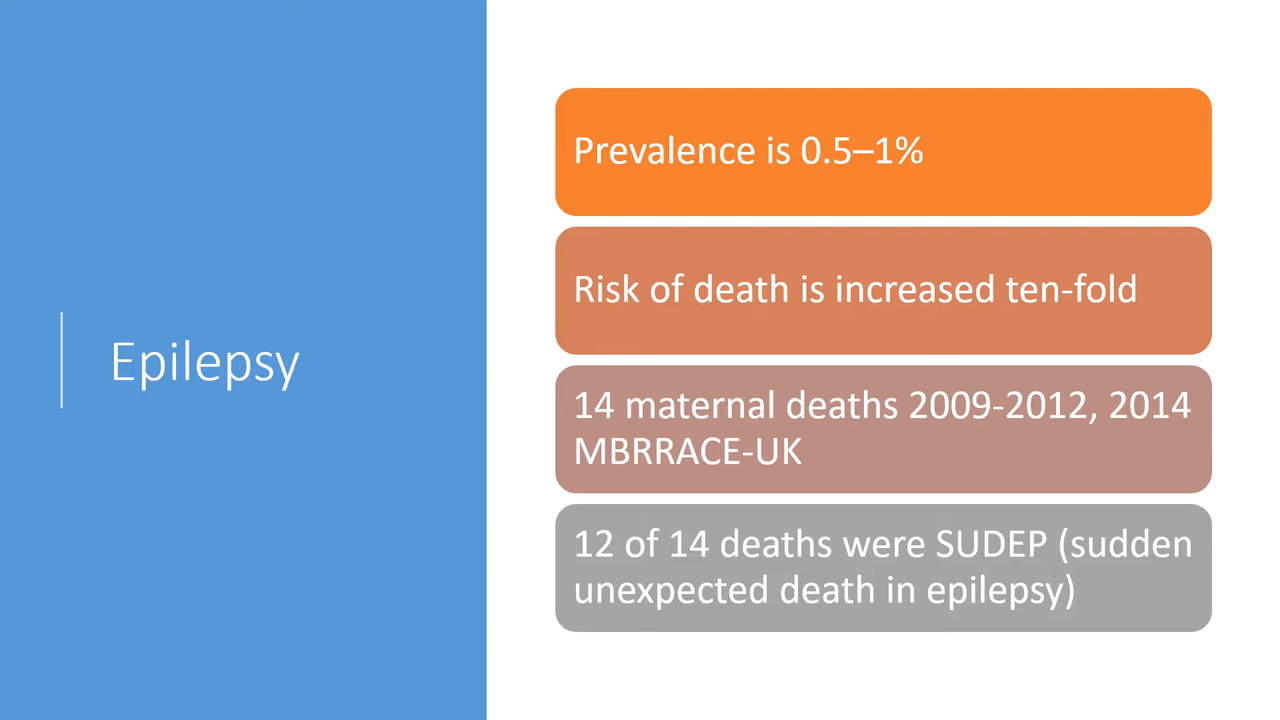 Epilepsy
Prevalence is 0.5–1%
Risk of death is increased ten-fold
14 maternal deaths 2009-2012, 2014
MBRRACE-UK
12 of 14 deaths were SUDEP (sudden
unexpected death in epilepsy)